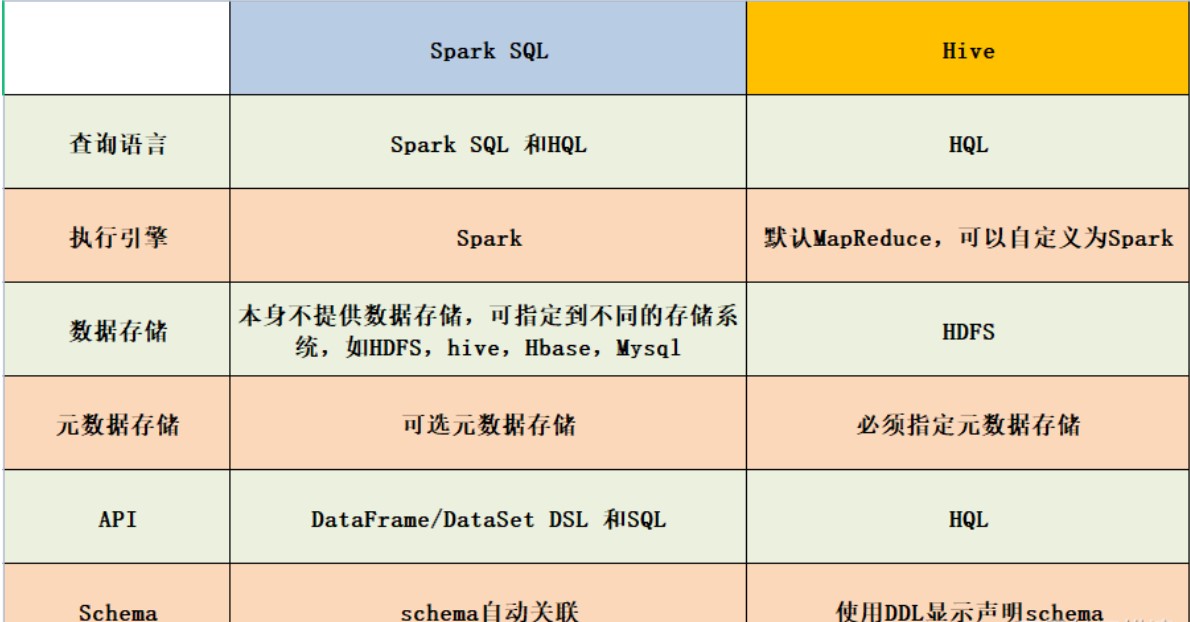 Spark SQL
Hive
查询语言
Spark SQL 和HQL
HQL
执行引擎
Spark
默认MapReduce，可以自定义为Spark
数据存储
本身不提供数据存储，可指定到不同的存储系
统，如HDFS，hive，Hbase，Mysql
HDFS
元数据存储
可选元数据存储
必须指定元数据存储
API
DataFrame/DataSet DSL 和SQL
HQL
Schema
schema自动关联
使用DDL显示声明schema